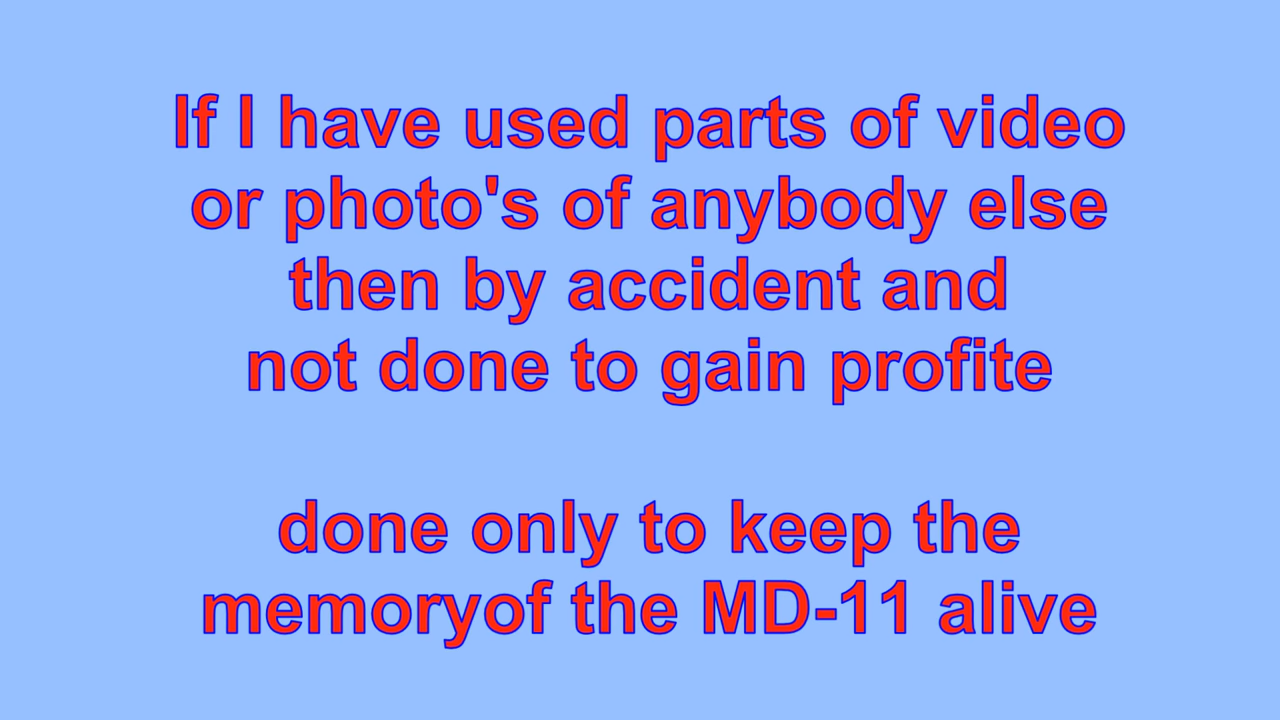 If I have used parts of video
or photo's of anybody else
then by accident and
not done to gain profite
done only to keep the
memoryof the MD-11 alive